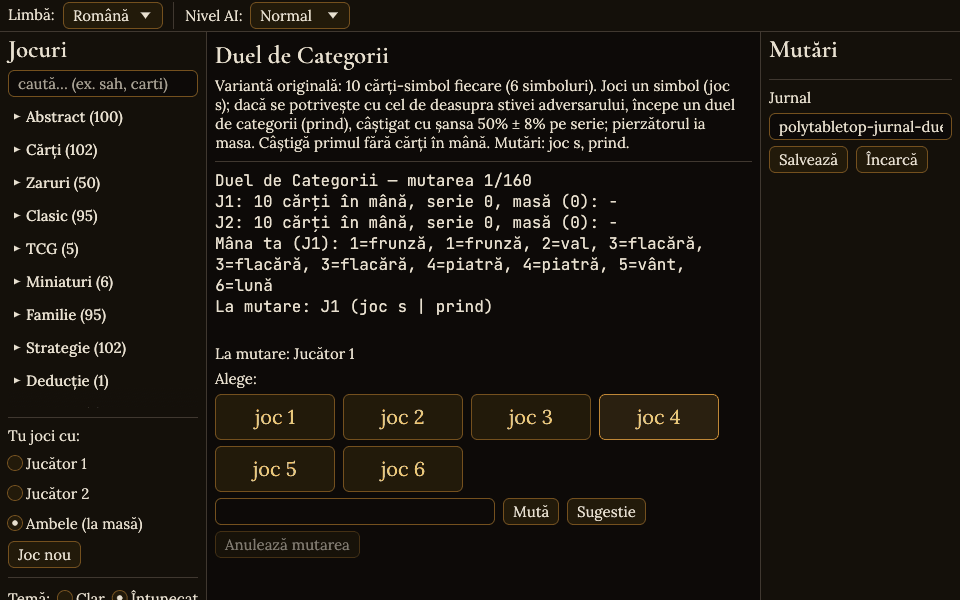 Limbă: Română ▼ Nivel AI: Normal ▼
Jocuri
caută... (ex. sah, carti)
▸ Abstract (100)
▸ Cărți (102)
▸ Zaruri (50)
▸ Clasic (95)
▸ TCG (5)
▸ Miniaturi (6)
▸ Familie (95)
▸ Strategie (102)
▸ Deducție (1)
Tu joci cu:
Jucător 1
Jucător 2
Ambele (la masă)
Joc nou
Temă: Clar Întunecat
Duel de Categorii
Variantă originală: 10 cărți-simbol fiecare (6 simboluri). Joci un simbol (joc
s); dacă se potrivește cu cel de deasupra stivei adversarului, începe un duel
de categorii (prind), câștigat cu șansa 50% ± 8% pe serie; pierzătorul ia
masa. Câștigă primul fără cărți în mână. Mutări: joc s, prind.
Duel de Categorii — mutarea 1/160
J1: 10 cărți în mână, serie 0, masă (0): -
J2: 10 cărți în mână, serie 0, masă (0): -
Mâna ta (J1): 1=frunză, 1=frunză, 2=val, 3=flacără,
3=flacără, 3=flacără, 4=piatră, 4=piatră, 5=vânt,
6=lună
La mutare: J1 (joc s | prind)
La mutare: Jucător 1
Alege:
joc 1 joc 2 joc 3 joc 4
joc 5 joc 6
Mută Sugestie
Anulează mutarea
Mutări
Jurnal
polytabletop-jurnal-due
Salvează Încarcă